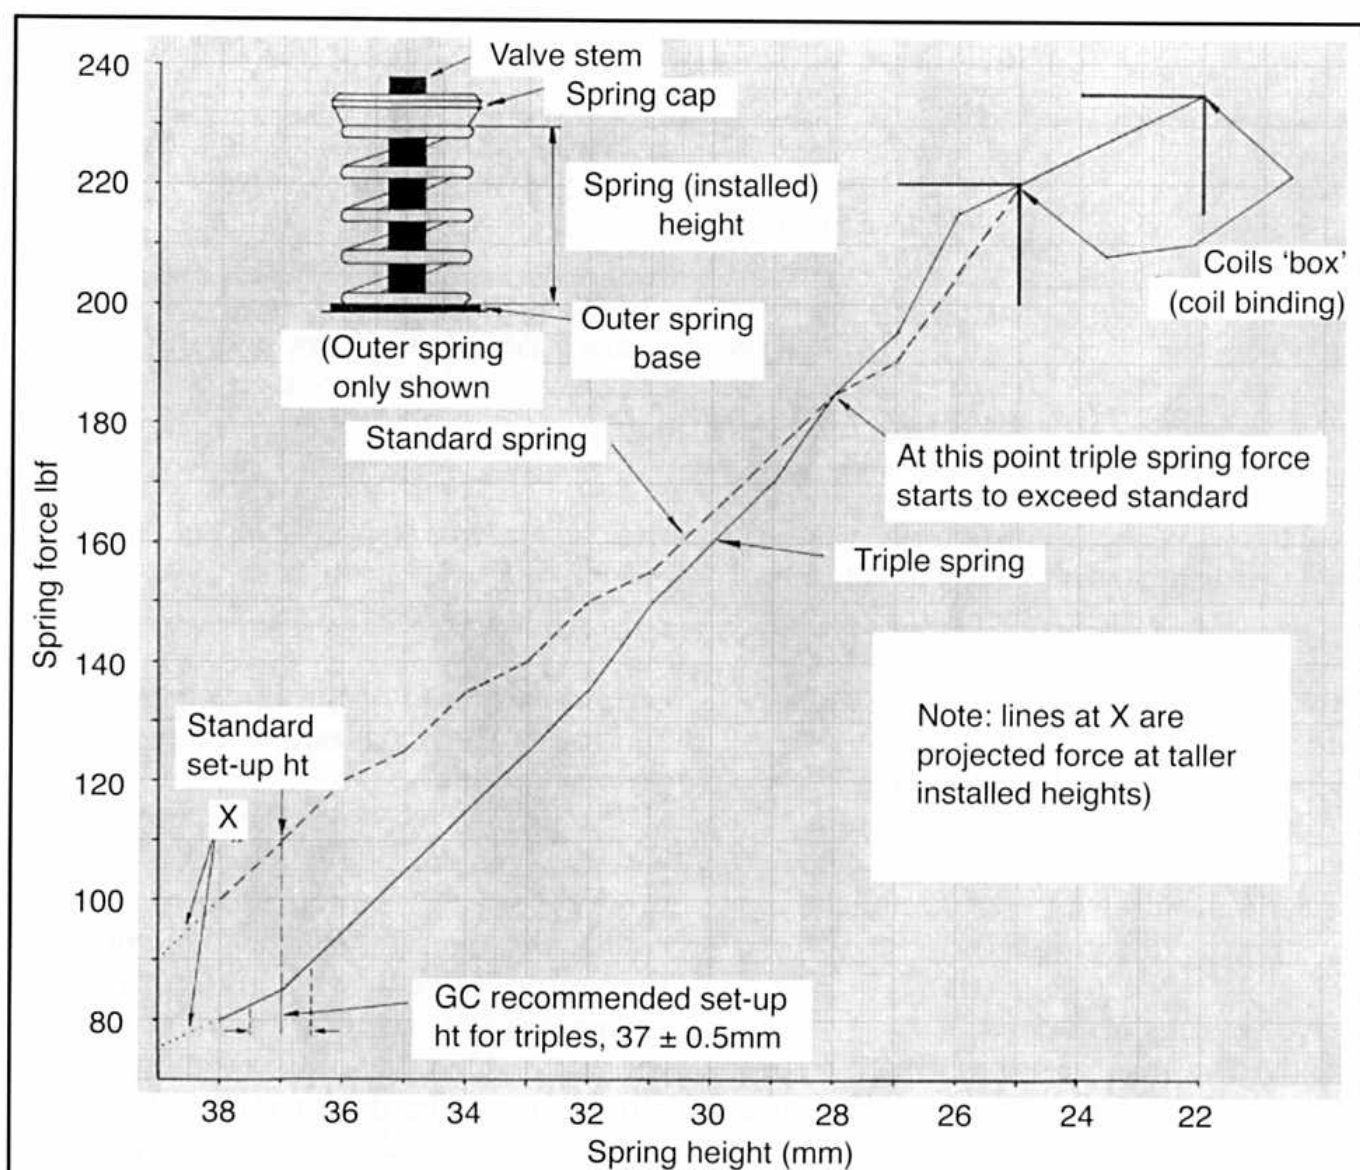 240
220
200
180
160
140
120
100
80
Spring force lbf
Valve stem
Spring cap
Spring (installed)
height
Outer spring
base
(Outer spring
only shown
Standard spring
Coils ‘box’
(coil binding)
At this point triple spring force
starts to exceed standard
Triple spring
Standard
set-up ht
X
Note: lines at X are
projected force at taller
installed heights)
GC recommended set-up
ht for triples, 37 ± 0.5mm
38 36 34 32 30 28 26 24 22
Spring height (mm)